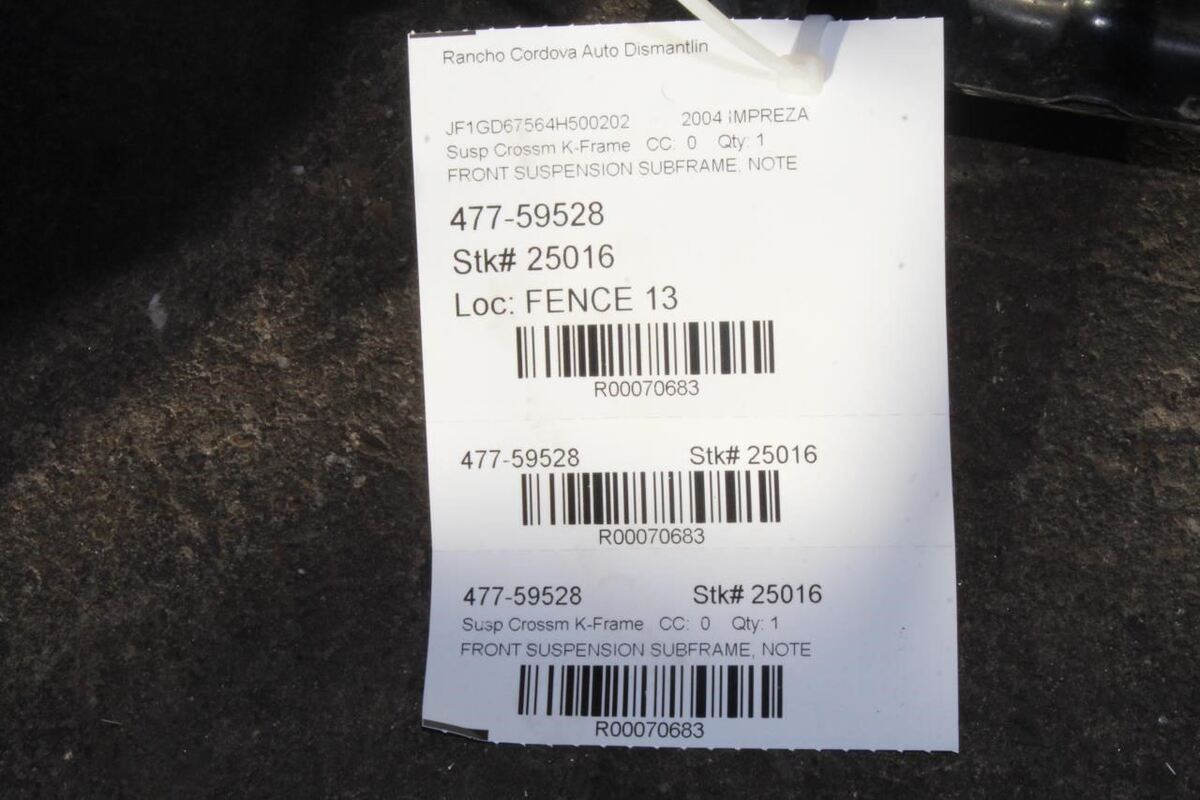 Rancho Cordova Auto Dismantlin
JF1GD67564H500202 2004 IMPREZA
Susp Crossm K-Frame CC: 0 Qty: 1
FRONT SUSPENSION SUBFRAME, NOTE
477-59528
Stk# 25016
Loc: FENCE 13
R00070683
477-59528 Stk# 25016
R00070683
477-59528 Stk# 25016
Susp Crossm K-Frame CC: 0 Qty: 1
FRONT SUSPENSION SUBFRAME, NOTE
R00070683